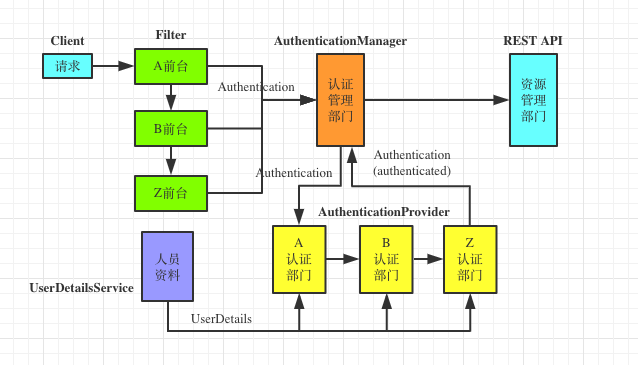 Client
Filter
AuthenticationManager
REST API
请求
A前台
Authentication
认证
管理
部门
资源
管理
部门
B前台
Authentication
Authentication
(authenticated)
Z前台
AuthenticationProvider
人员
资料
A
认证
部门
B
认证
部门
Z
认证
部门
UserDetailsService
UserDetails